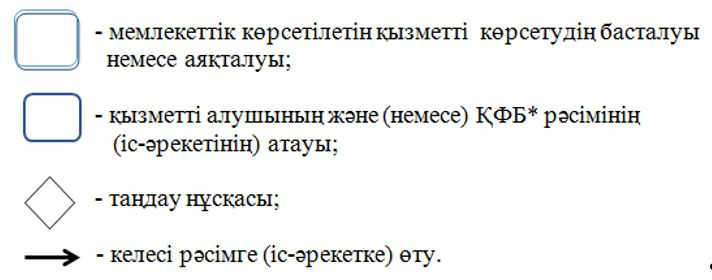 - мемлекеттік көрсетілетін қызметті көрсетудің басталуы
немесе аяқталуы;
- қызметті алушының және (немесе) ҚФБ* рәсімінің
(іс-әрекетінің) атауы;
- таңдау нұсқасы;
- келесі рәсімге (іс-әрекетке) өту.